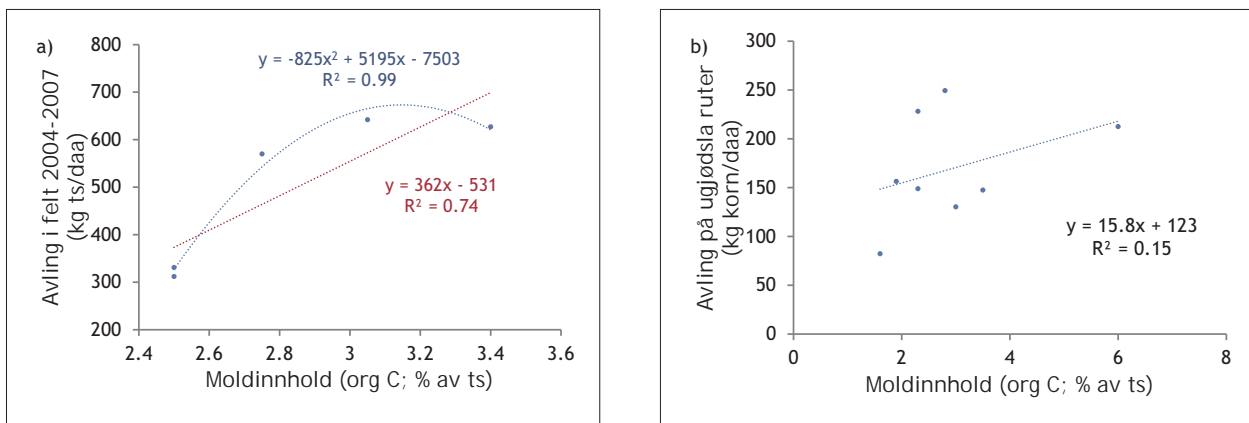 a)
Avling i felt 2004-2007
(kg ts/daa)
800
700
600
500
400
300
200
y = -825x² + 5195x - 7503
R² = 0.99
y = 362x - 531
R² = 0.74
2.4 2.6 2.8 3 3.2 3.4 3.6
Moldinnhold (org C; % av ts)
b)
Avling på ugjødsla ruter
(kg korn/daa)
300
250
200
150
100
50
0
y = 15.8x + 123
R² = 0.15
0 2 4 6 8
Moldinnhold (org C; % av ts)